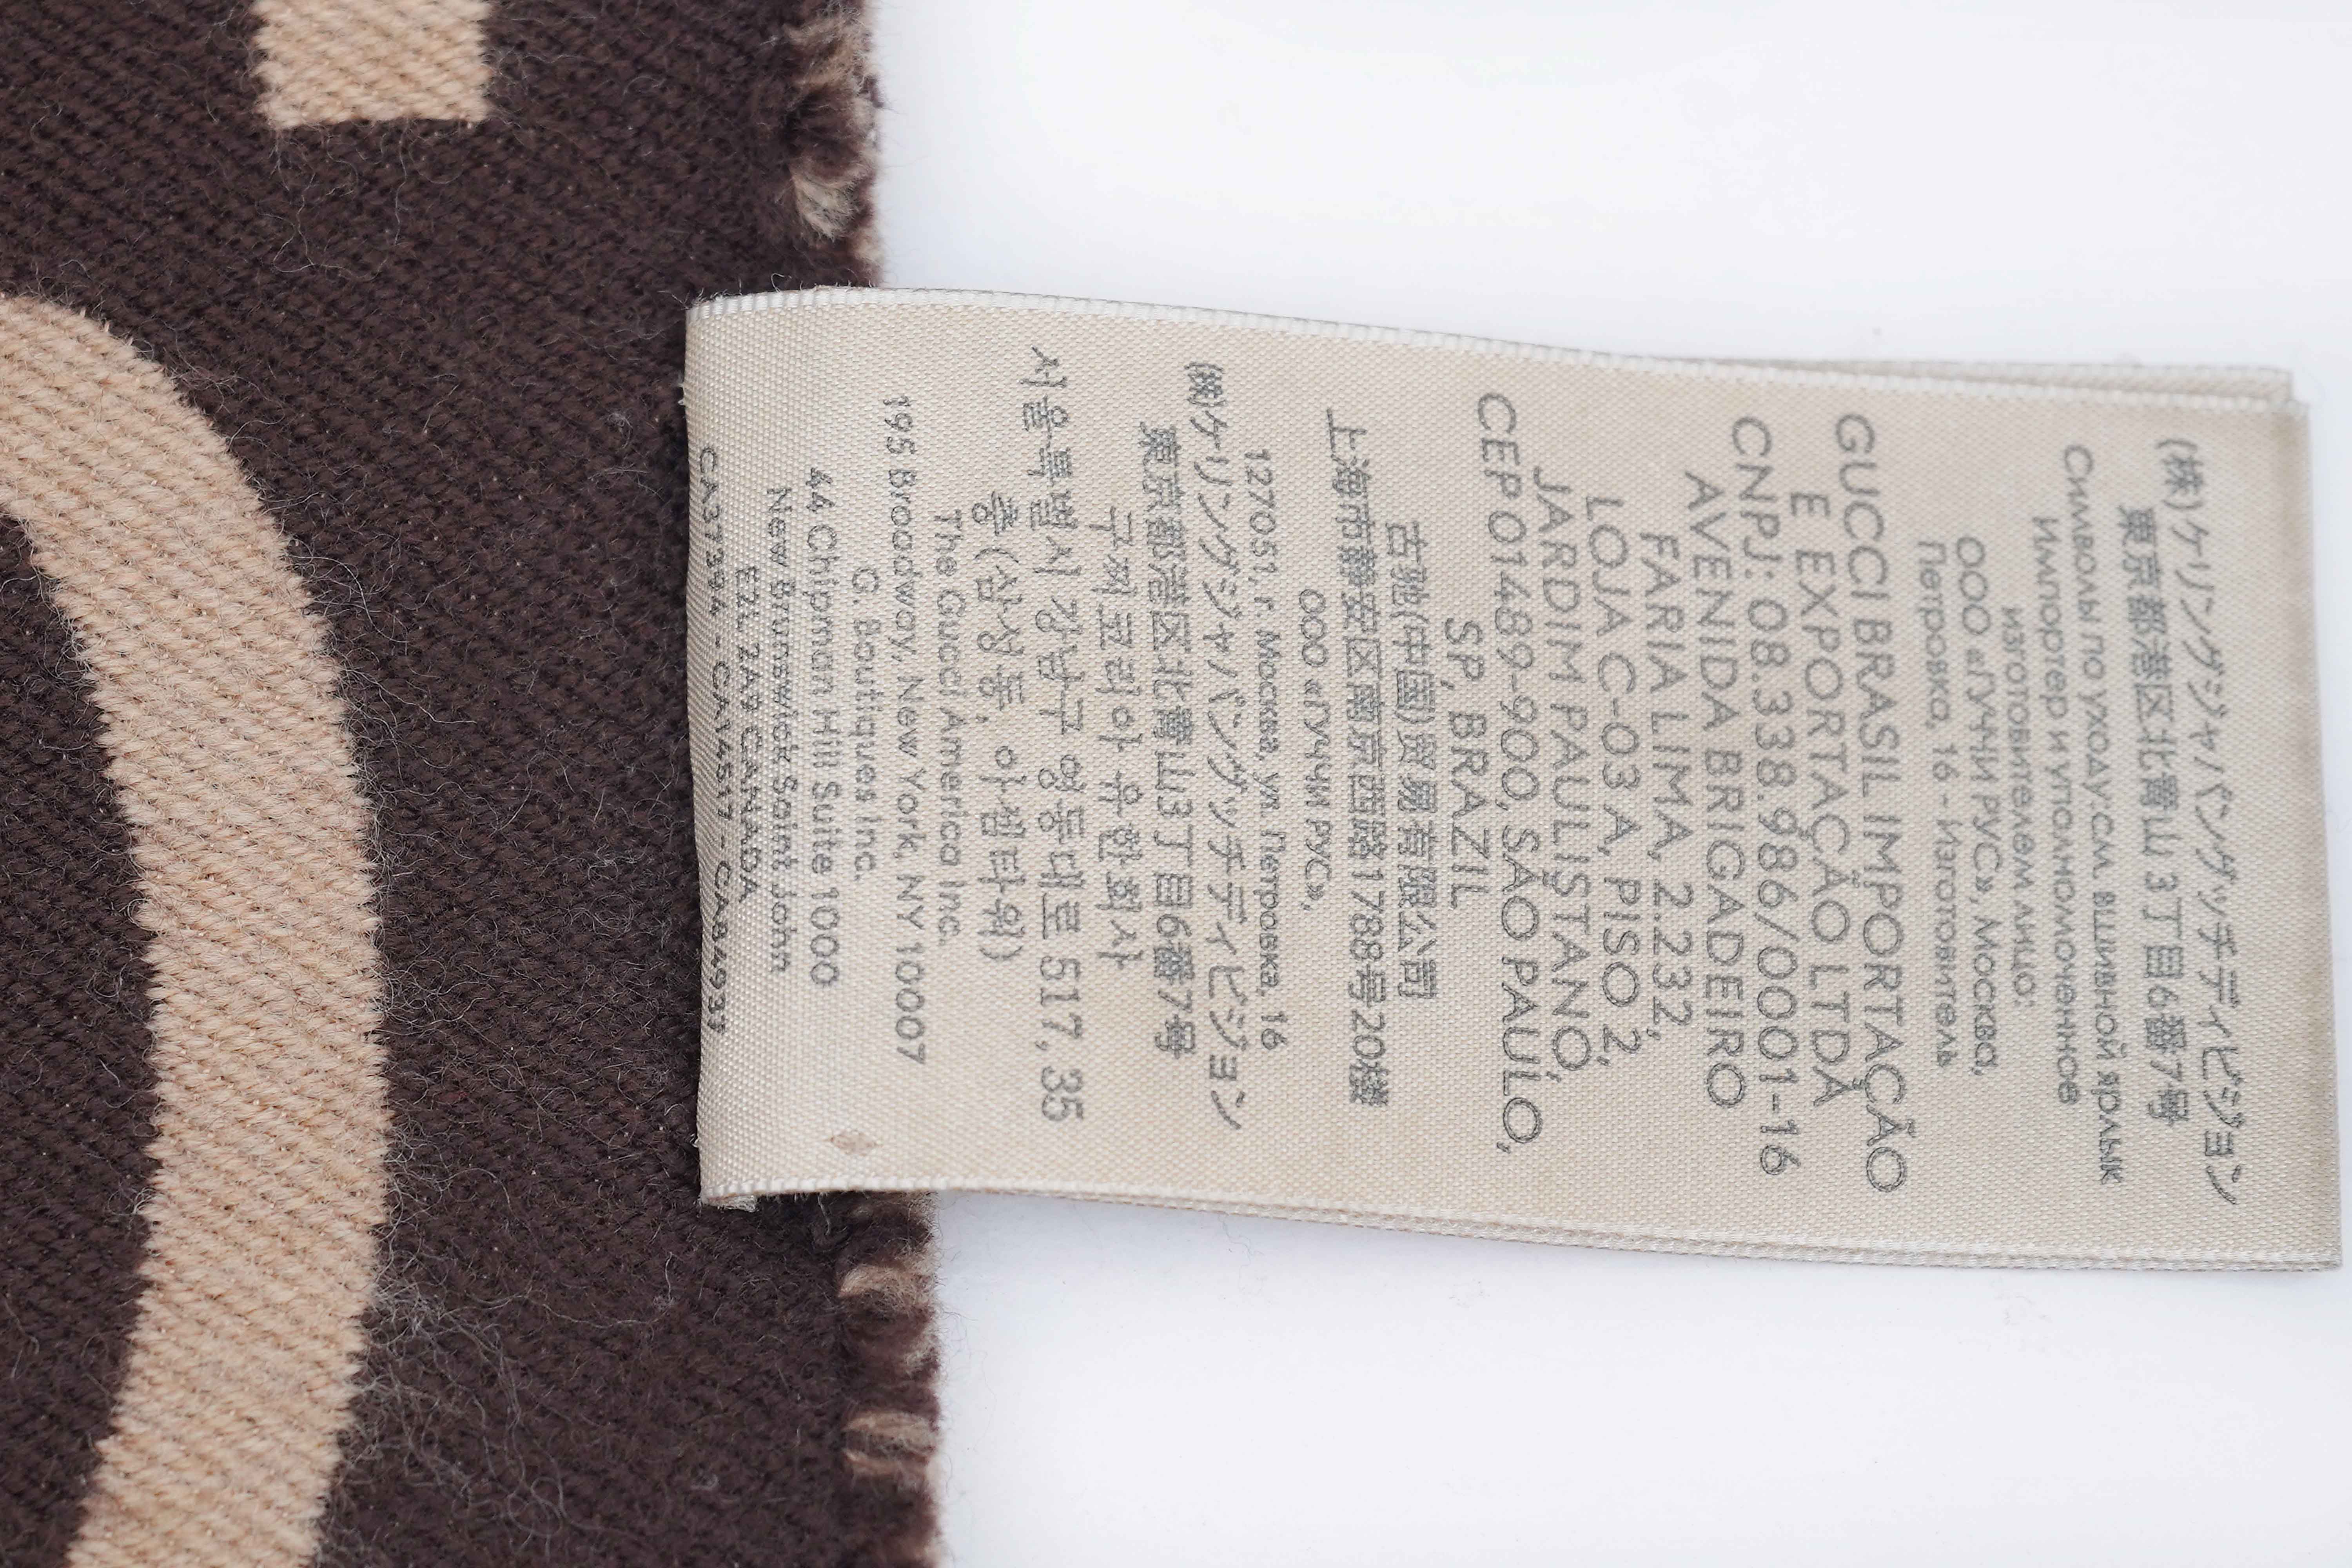 (株)ケリングジャパングッチディビジョン
東京都港区北青山3丁目6番7号
Символы по уходу:см. вшивной ярлык
Импортер и уполномоченное
изготовителем лицо:
ООО «ГУЧЧИ РУС», Москва,
Петровка, 16 - Изготовитель
GUCCI BRASIL IMPORTAÇÃO
E EXPORTAÇÃO LTDA
CNPJ: 08.338.986/0001-16
AVENIDA BRIGADEIRO
FARIA LIMA, 2.232,
LOJA C-03 A, PISO 2,
JARDIM PAULISTANO,
CEP 01489-900, SÃO PAULO,
SP, BRAZIL
古驰(中国)贸易有限公司
上海市静安区南京西路1788号20楼
ООО «ГУЧЧИ РУС»,
127051, г. Москва, ул. Петровка, 16
(株)ケーリングジャパングッチディビジョン
東京都港区北青山3丁目6番7号
구찌코리아 유한회사
서울특별시 강남구 영동대로 517, 35
층(삼성동, 아셈타워)
The Gucci America Inc.
195 Broadway, New York, NY 10007
G. Boutiques Inc.
44 Chipman Hill Suite 1000
New Brunswick Saint John
E2L 2A9 CANADA
CA37394 - CA14517 - CA84937